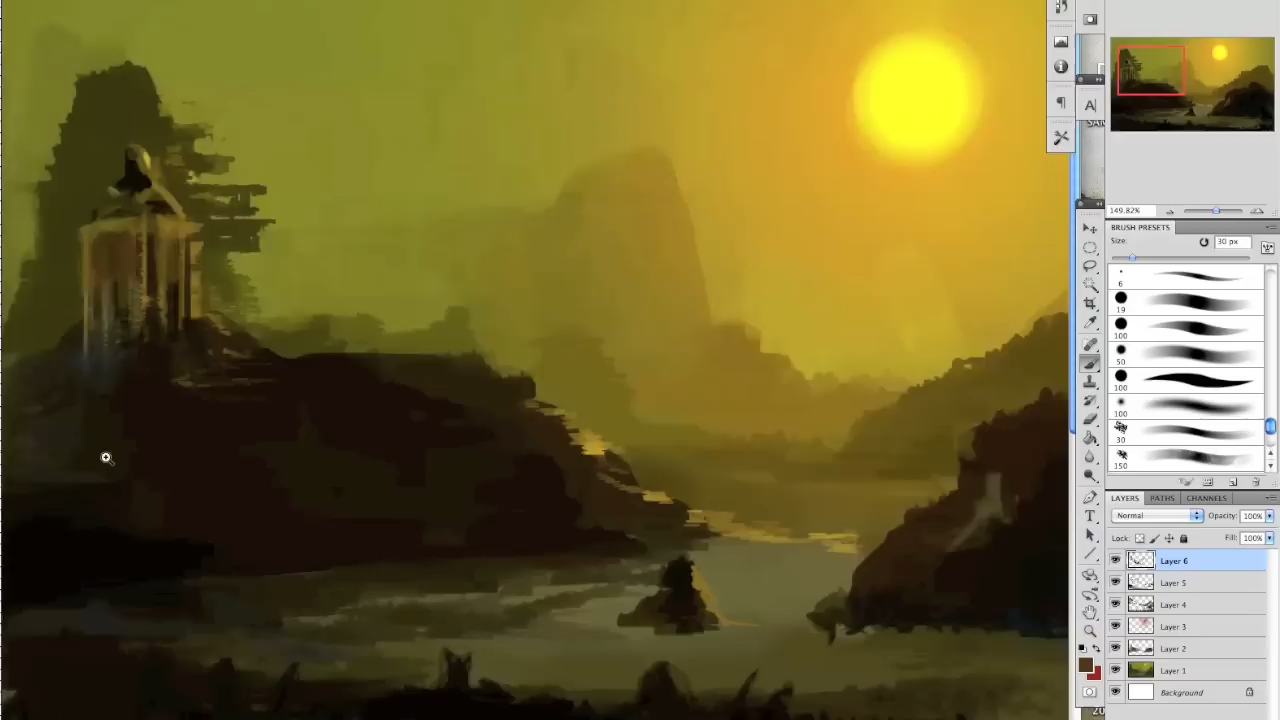 A|
149.82%
BRUSH PRESETS
Size:
30 px
6
19
100
50
100
100
30
150
LAYERS PATHS CHANNELS
Normal Opacity: 100%
Lock: Fill: 100%
Layer 6
Layer 5
Layer 4
Layer 3
Layer 2
Layer 1
Background
T